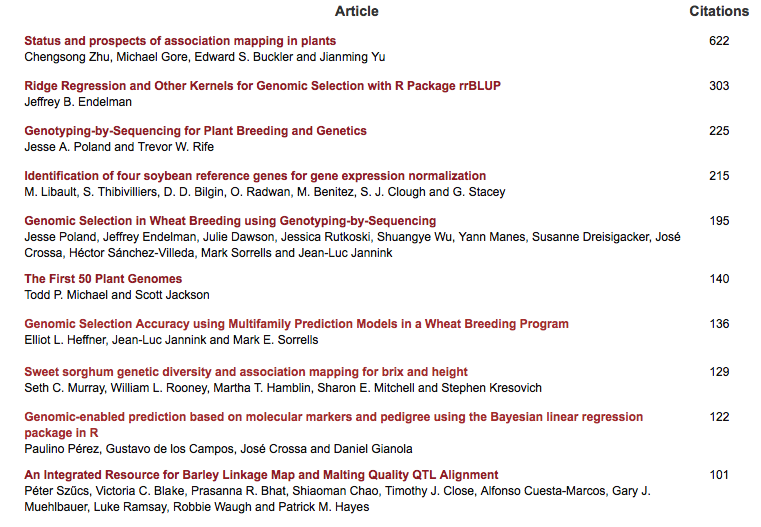 Article Citations
Status and prospects of association mapping in plants 622
Chengsong Zhu, Michael Gore, Edward S. Buckler and Jianming Yu
Ridge Regression and Other Kernels for Genomic Selection with R Package rrBLUP 303
Jeffrey B. Endelman
Genotyping-by-Sequencing for Plant Breeding and Genetics 225
Jesse A. Poland and Trevor W. Rife
Identification of four soybean reference genes for gene expression normalization 215
M. Libault, S. Thibivilliers, D. D. Bilgin, O. Radwan, M. Benitez, S. J. Clough and G. Stacey
Genomic Selection in Wheat Breeding using Genotyping-by-Sequencing 195
Jesse Poland, Jeffrey Endelman, Julie Dawson, Jessica Rutkoski, Shuangye Wu, Yann Manes, Susanne Dreisigacker, José
Crossa, Héctor Sánchez-Villeda, Mark Sorrells and Jean-Luc Jannink
The First 50 Plant Genomes 140
Todd P. Michael and Scott Jackson
Genomic Selection Accuracy using Multifamily Prediction Models in a Wheat Breeding Program 136
Elliot L. Heffner, Jean-Luc Jannink and Mark E. Sorrells
Sweet sorghum genetic diversity and association mapping for brix and height 129
Seth C. Murray, William L. Rooney, Martha T. Hamblin, Sharon E. Mitchell and Stephen Kresovich
Genomic-enabled prediction based on molecular markers and pedigree using the Bayesian linear regression 122
package in R
Paulino Pérez, Gustavo de los Campos, José Crossa and Daniel Gianola
An Integrated Resource for Barley Linkage Map and Malting Quality QTL Alignment 101
Péter Szűcs, Victoria C. Blake, Prasanna R. Bhat, Shiaoman Chao, Timothy J. Close, Alfonso Cuesta-Marcos, Gary J.
Muehlbauer, Luke Ramsay, Robbie Waugh and Patrick M. Hayes